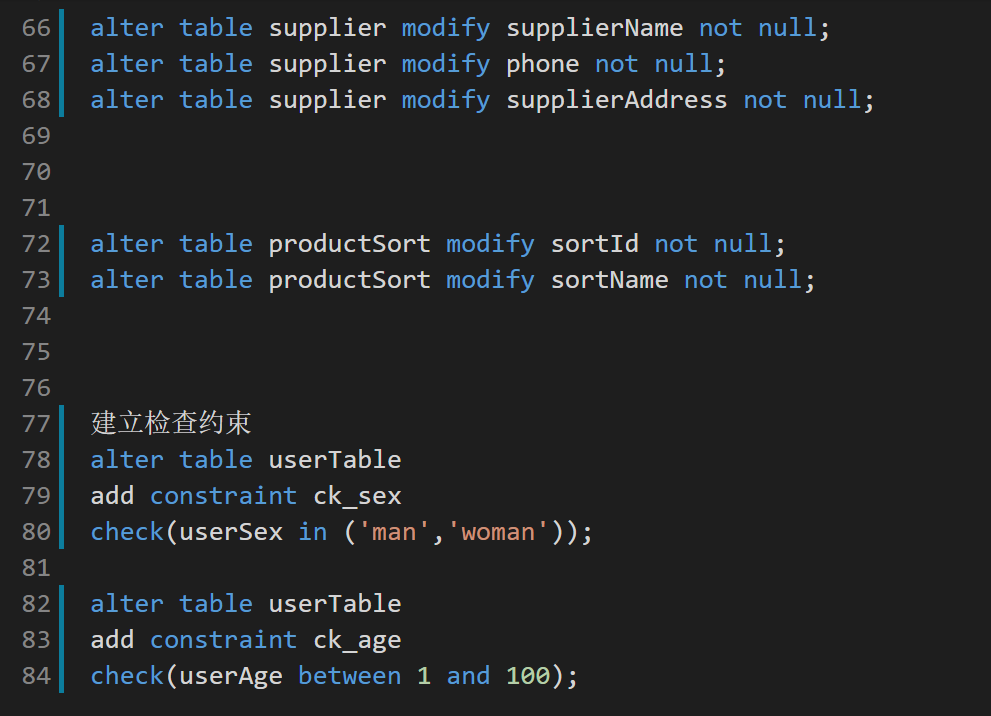 66 alter table supplier modify supplierName not null;
67 alter table supplier modify phone not null;
68 alter table supplier modify supplierAddress not null;
69
70
71
72 alter table productSort modify sortId not null;
73 alter table productSort modify sortName not null;
74
75
76
77 建立检查约束
78 alter table userTable
79 add constraint ck_sex
80 check(userSex in ('man','woman'));
81
82 alter table userTable
83 add constraint ck_age
84 check(userAge between 1 and 100);